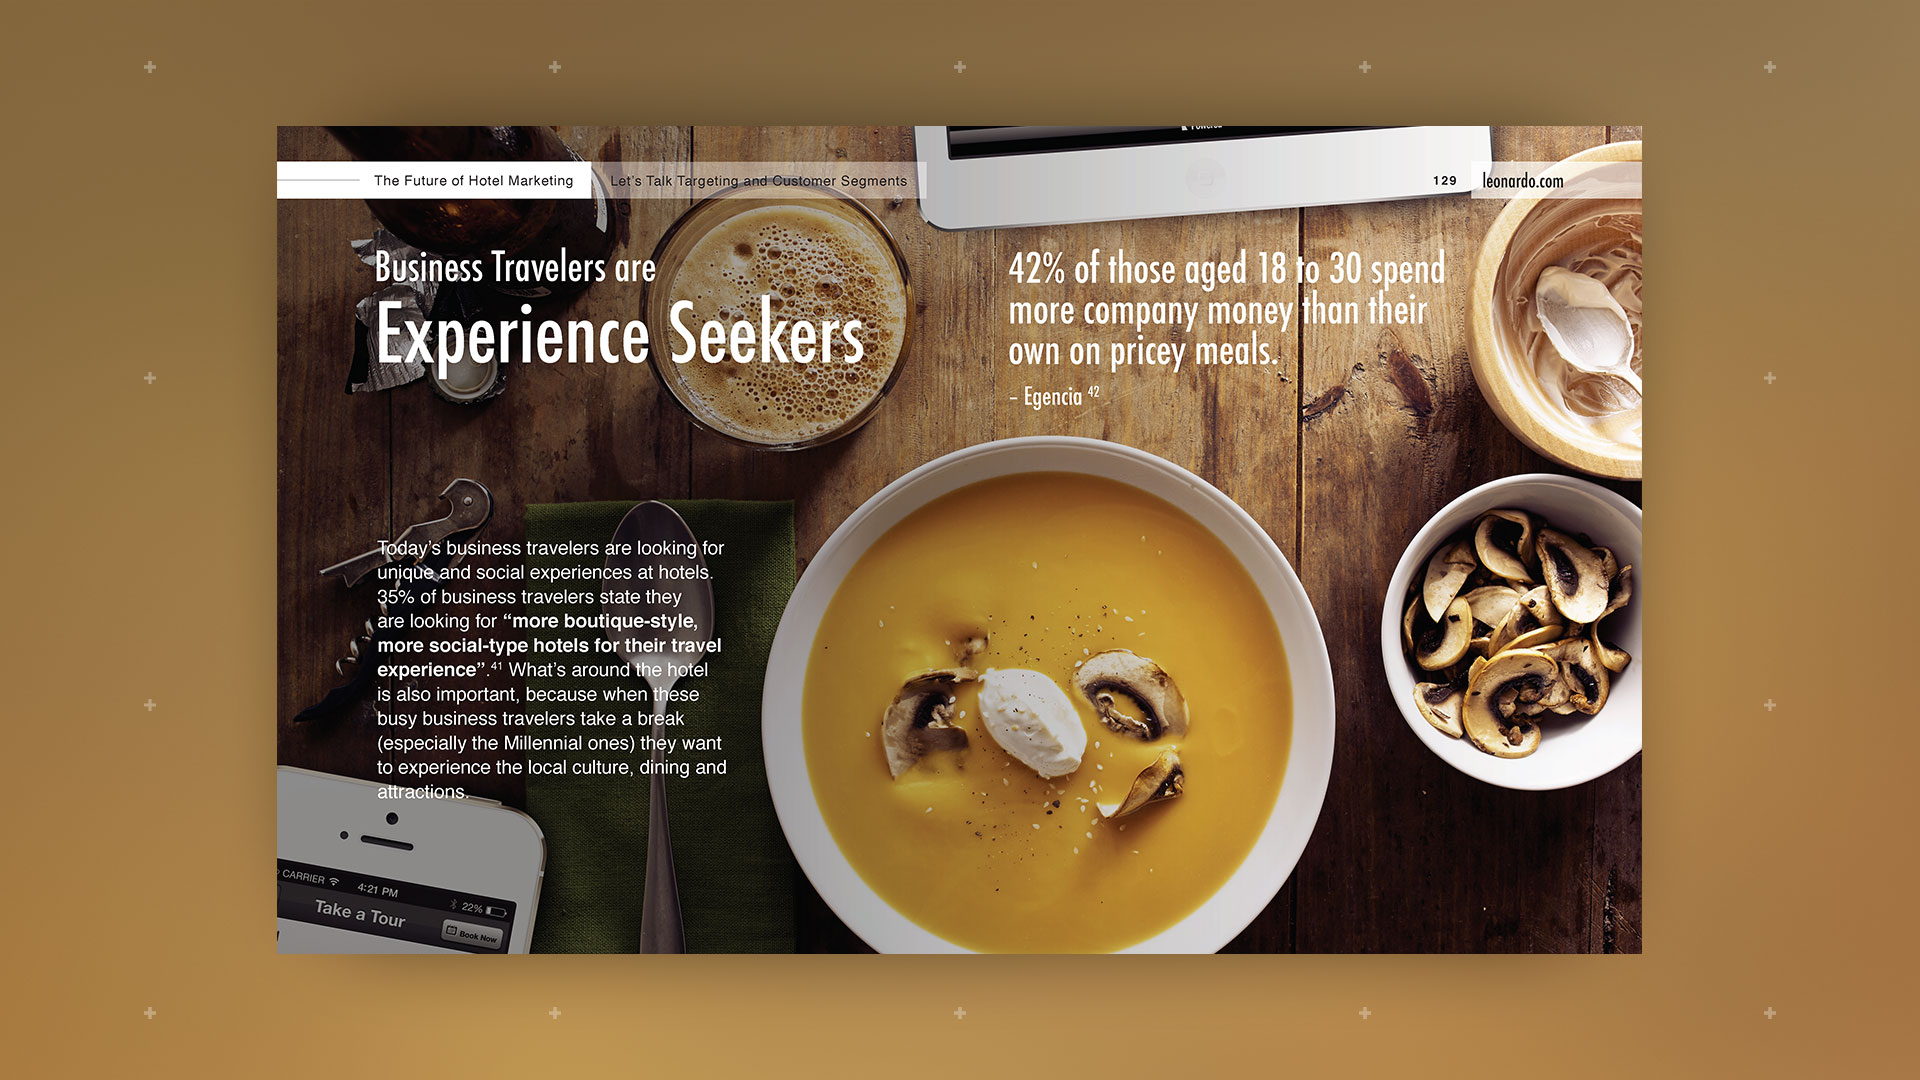 The Future of Hotel Marketing
Let's Talk Targeting and Customer Segments
129
leonardo.com
Business Travelers are
Experience Seekers
42% of those aged 18 to 30 spend
more company money than their
own on pricey meals.
– Egencia 42
Today's business travelers are looking for
unique and social experiences at hotels.
35% of business travelers state they
are looking for “more boutique-style,
more social-type hotels for their travel
experience”.41 What's around the hotel
is also important, because when these
busy business travelers take a break
(especially the Millennial ones) they want
to experience the local culture, dining and
attractions.
CARRIER 4:21 PM 22%
Take a Tour
Book Now